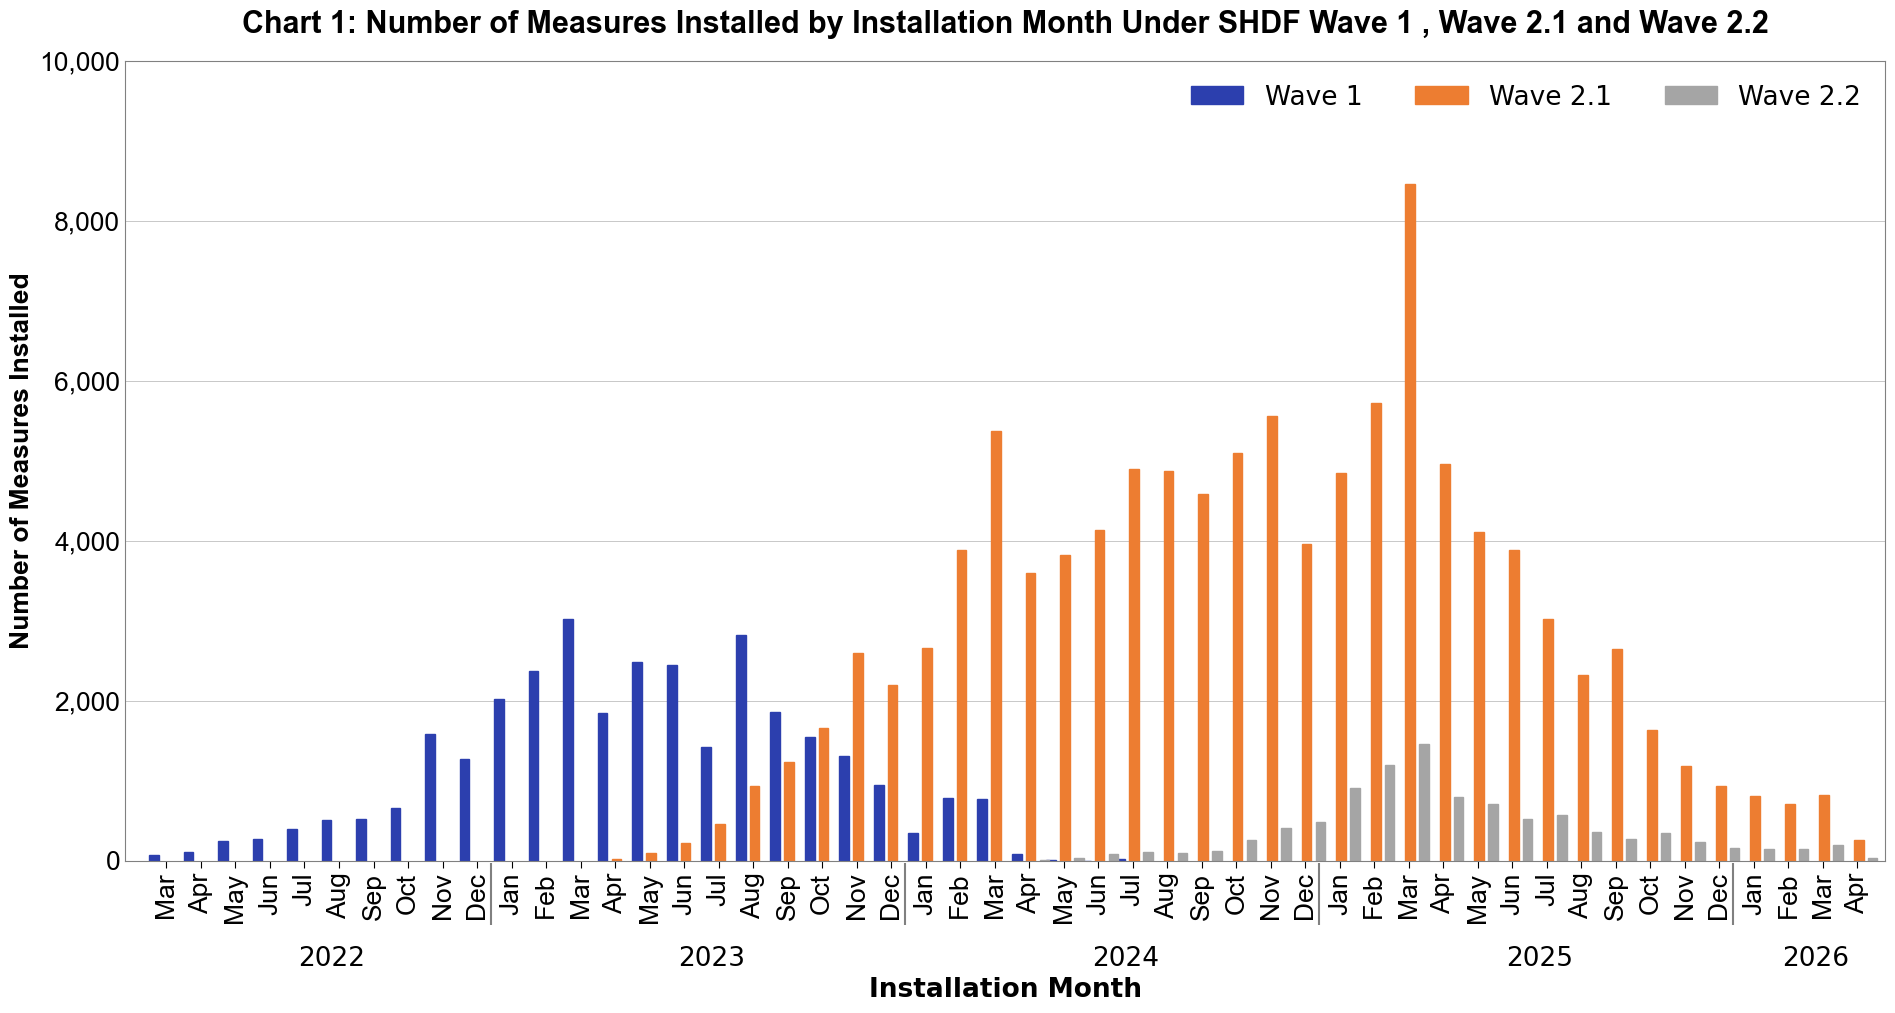 Chart 1: Number of Measures Installed by Installation Month Under SHDF Wave 1 , Wave 2.1 and Wave 2.2
10,000
8,000
6,000
4,000
2,000
0
Number of Measures Installed
Wave 1 Wave 2.1 Wave 2.2
Mar Apr May Jun Jul Aug Sep Oct Nov Dec Jan Feb Mar Apr May Jun Jul Aug Sep Oct Nov Dec Jan Feb Mar Apr May Jun Jul Aug Sep Oct Nov Dec Jan Feb Mar Apr May Jun Jul Aug Sep Oct Nov Dec Jan Feb Mar Apr
2022 2023 2024 2025 2026
Installation Month